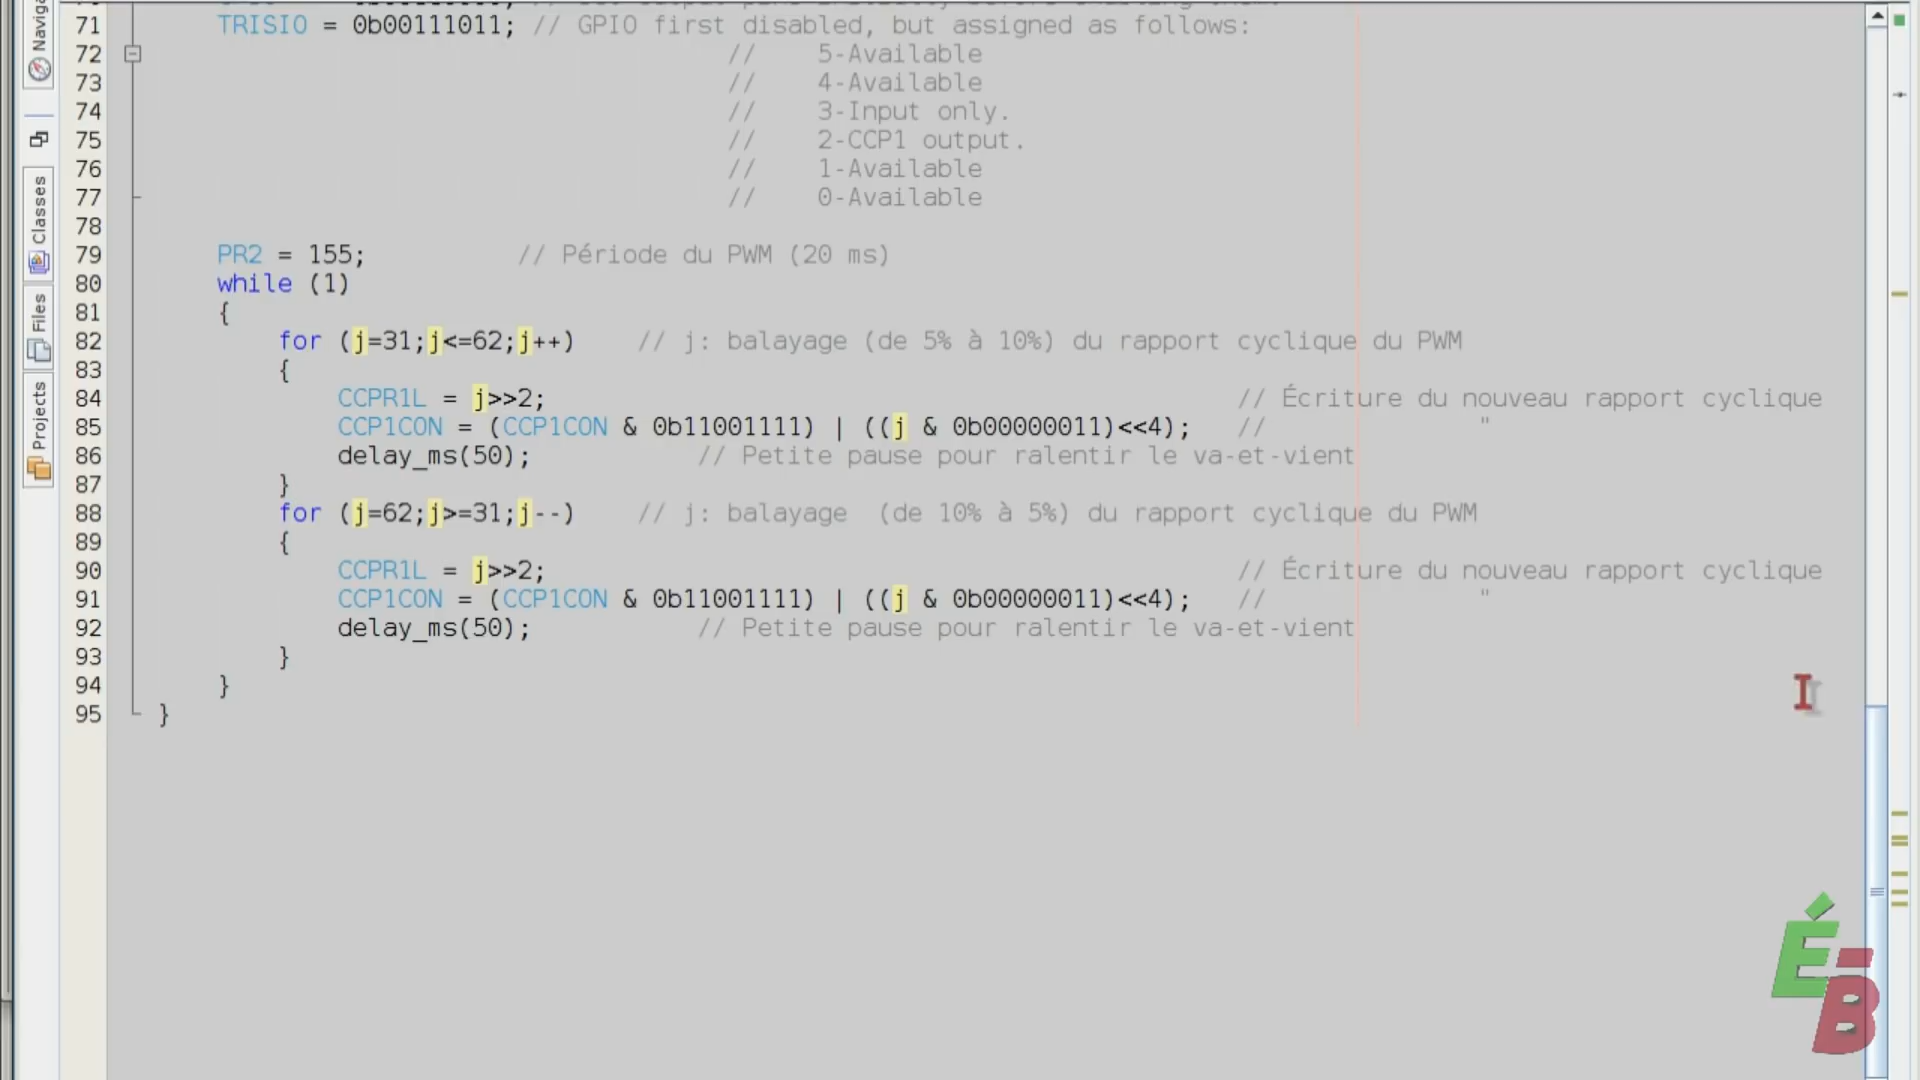 Naviga
Classes
Files
Projects
71 TRISIO = 0b00111011; // GPIO first disabled, but assigned as follows:
72 // 5-Available
73 // 4-Available
74 // 3-Input only.
75 // 2-CCP1 output.
76 // 1-Available
77 // 0-Available
78
79 PR2 = 155; // Période du PWM (20 ms)
80 while (1)
81 {
82 for (j=31;j<=62;j++) // j: balayage (de 5% à 10%) du rapport cyclique du PWM
83 {
84 CCPR1L = j>>2; // Écriture du nouveau rapport cyclique
85 CCP1CON = (CCP1CON & 0b11001111) | ((j & 0b00000011)<<4); // "
86 delay_ms(50); // Petite pause pour ralentir le va-et-vient
87 }
88 for (j=62;j>=31;j--) // j: balayage (de 10% à 5%) du rapport cyclique du PWM
89 {
90 CCPR1L = j>>2; // Écriture du nouveau rapport cyclique
91 CCP1CON = (CCP1CON & 0b11001111) | ((j & 0b00000011)<<4); // "
92 delay_ms(50); // Petite pause pour ralentir le va-et-vient
93 }
94 }
95 }
ÉB